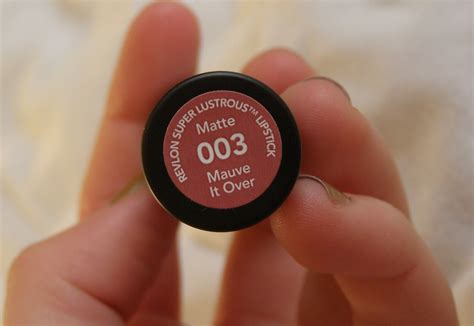 REVLON SUPER LUSTROUS™ LIPSTICK
Matte
003
Mauve
It Over